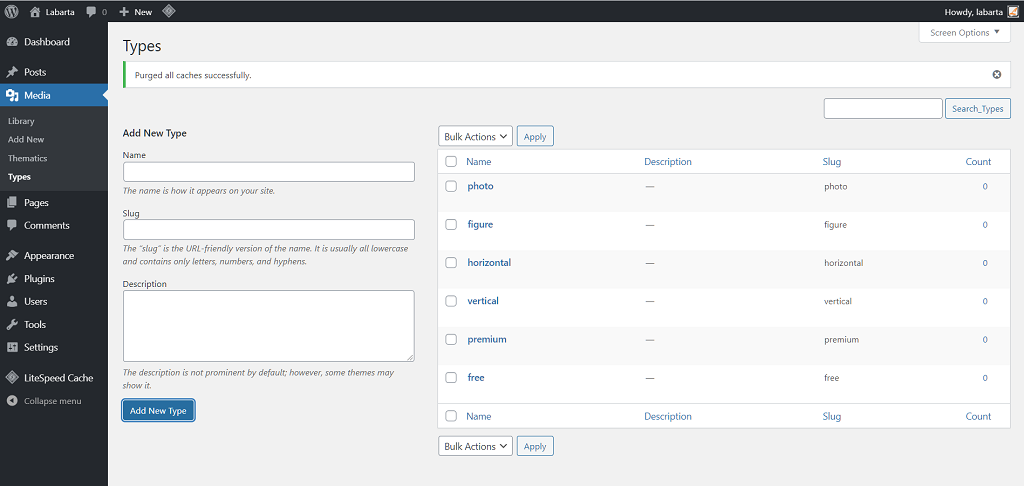 Labarta 0 New Howdy, labarta
Screen Options
Dashboard
Posts
Media
Library
Add New
Thematics
Types
Pages
Comments
Appearance
Plugins
Users
Tools
Settings
LiteSpeed Cache
Collapse menu
Types
Purged all caches successfully.
Search_Types
Add New Type
Name
The name is how it appears on your site.
Slug
The “slug” is the URL-friendly version of the name. It is usually all lowercase
and contains only letters, numbers, and hyphens.
Description
The description is not prominent by default; however, some themes may
show it.
Add New Type
Bulk Actions Apply
Name Description Slug Count
photo — photo 0
figure — figure 0
horizontal — horizontal 0
vertical — vertical 0
premium — premium 0
free — free 0
Name Description Slug Count
Bulk Actions Apply